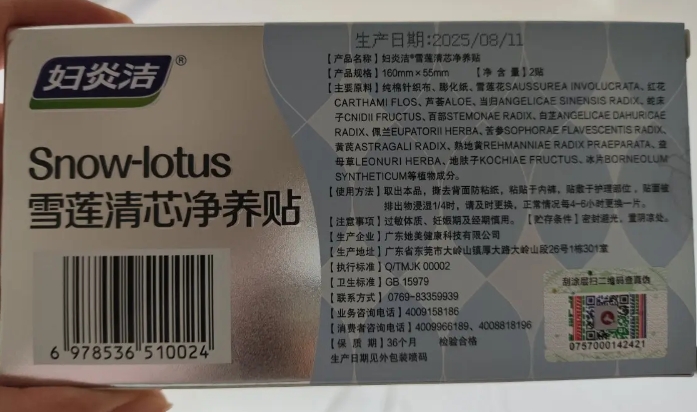 生产日期:2025/08/11
妇炎洁®
Snow-lotus
雪莲清芯净养贴
6 978536 510024
【产品名称】妇炎洁®雪莲清芯净养贴
【产品规格】160mm×55mm 【净 含 量】2贴
【主要原料】纯棉针织布、膨化纸、雪莲花SAUSSUREA INVOLUCRATA、红花
CARTHAMI FLOS、芦荟ALOE、当归ANGELICAE SINENSIS RADIX、蛇床
子CNIDII FRUCTUS、百部STEMONAE RADIX、白芷ANGELICAE DAHURICAE
RADIX、佩兰EUPATORII HERBA、苦参SOPHORAE FLAVESCENTIS RADIX、
黄芪ASTRAGALI RADIX、熟地黄REHMANNIAE RADIX PRAEPARATA、益
母草LEONURI HERBA、地肤子KOCHIAE FRUCTUS、冰片BORNEOLUM
SYNTHETICUM等植物成分。
【使用方法】取出本品，撕去背面防粘纸，粘贴于内裤，贴敷于护理部位，贴面被
排出物浸湿1/4时，请及时更换，正常情况每4-6小时更换一片。
【注意事项】过敏体质、妊娠期及经期慎用。【贮存条件】密封避光，置阴凉处。
【生产企业】广东她美健康科技有限公司
【生产地址】广东省东莞市大岭山镇厚大路大岭山段26号1栋301室
【执行标准】Q/TMJK 00002
【卫生标准】GB 15979
【联系方式】0769-83359939
【业务咨询电话】4009158186
【消费者咨询电话】4009966189、4008818196
【保 质 期】36个月 检验合格
生产日期见外包装喷码
刮涂层扫二维码查真伪
0757000142421